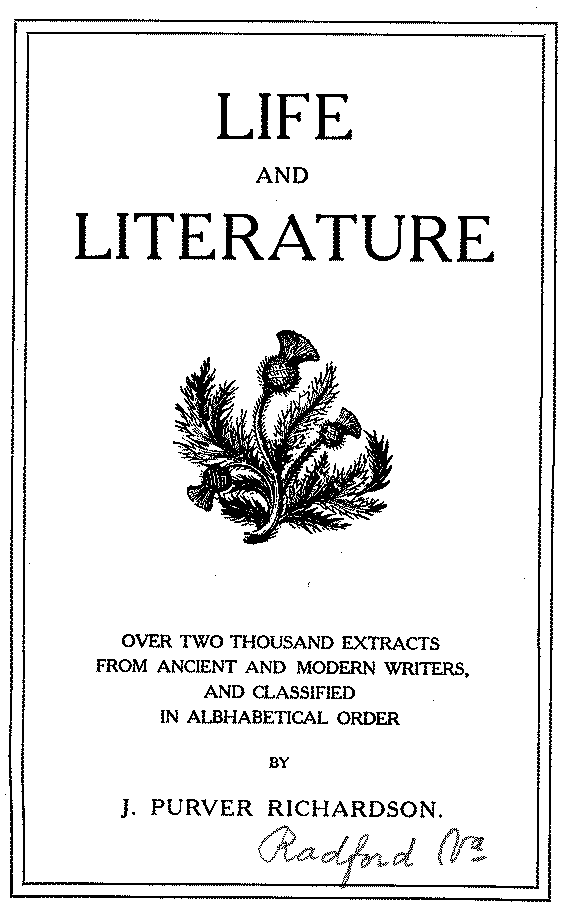 LIFE
AND
LITERATURE
OVER TWO THOUSAND EXTRACTS
FROM ANCIENT AND MODERN WRITERS,
AND CLASSIFIED
IN ALBHABETICAL ORDER
BY
J. PURVER RICHARDSON.
Radford Va